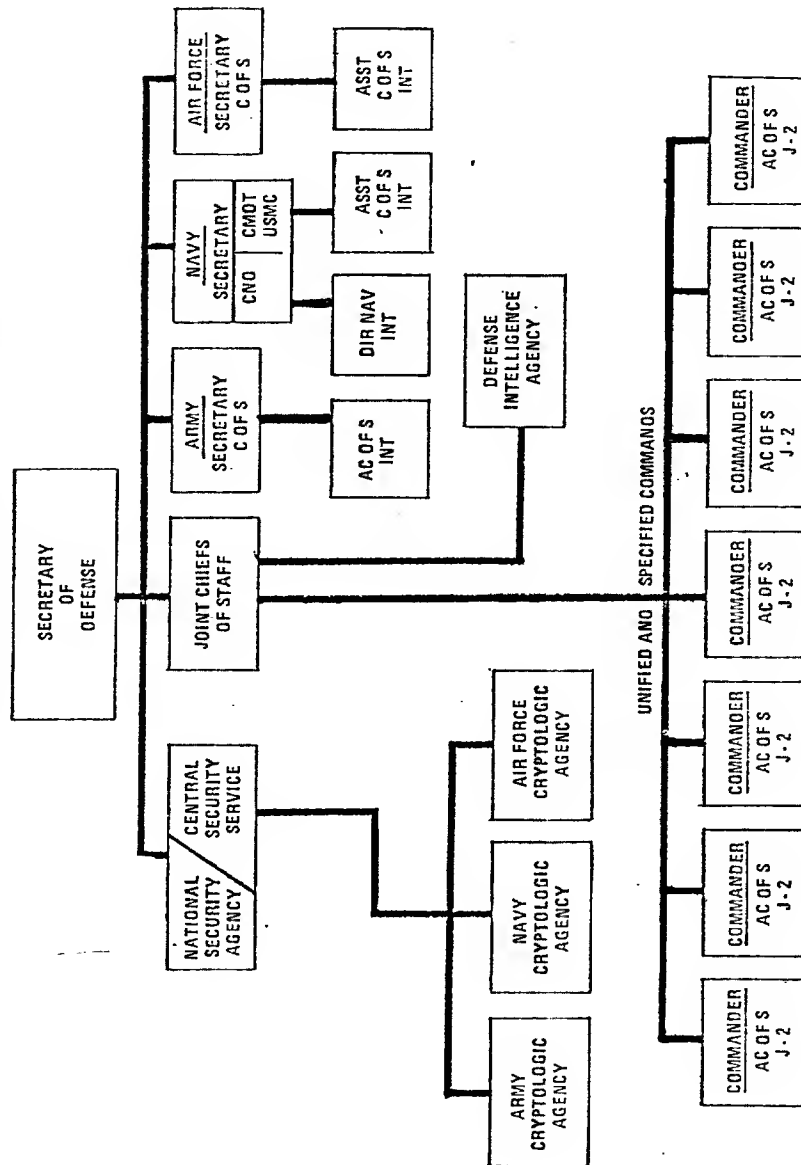 SECRETARY
OF
DEFENSE
NATIONAL
SECURITY
AGENCY
CENTRAL
SECURITY
SERVICE
JOINT CHIEFS
OF STAFF
ARMY
SECRETARY
C OF S
NAVY
SECRETARY
CNO
CMDT
USMC
AIR FORCE
SECRETARY
C OF S
AC OF S
INT
DIR NAV
INT
ASST
C OF S
INT
ASST
C OF S
INT
ARMY
CRYPTOLOGIC
AGENCY
NAVY
CRYPTOLOGIC
AGENCY
AIR FORCE
CRYPTOLOGIC
AGENCY
DEFENSE
INTELLIGENCE
AGENCY
UNIFIED AND SPECIFIED COMMANDS
COMMANDER
AC OF S
J-2
COMMANDER
AC OF S
J-2
COMMANDER
AC OF S
J-2
COMMANDER
AC OF S
J-2
COMMANDER
AC OF S
J-2
COMMANDER
AC OF S
J-2
COMMANDER
AC OF S
J-2